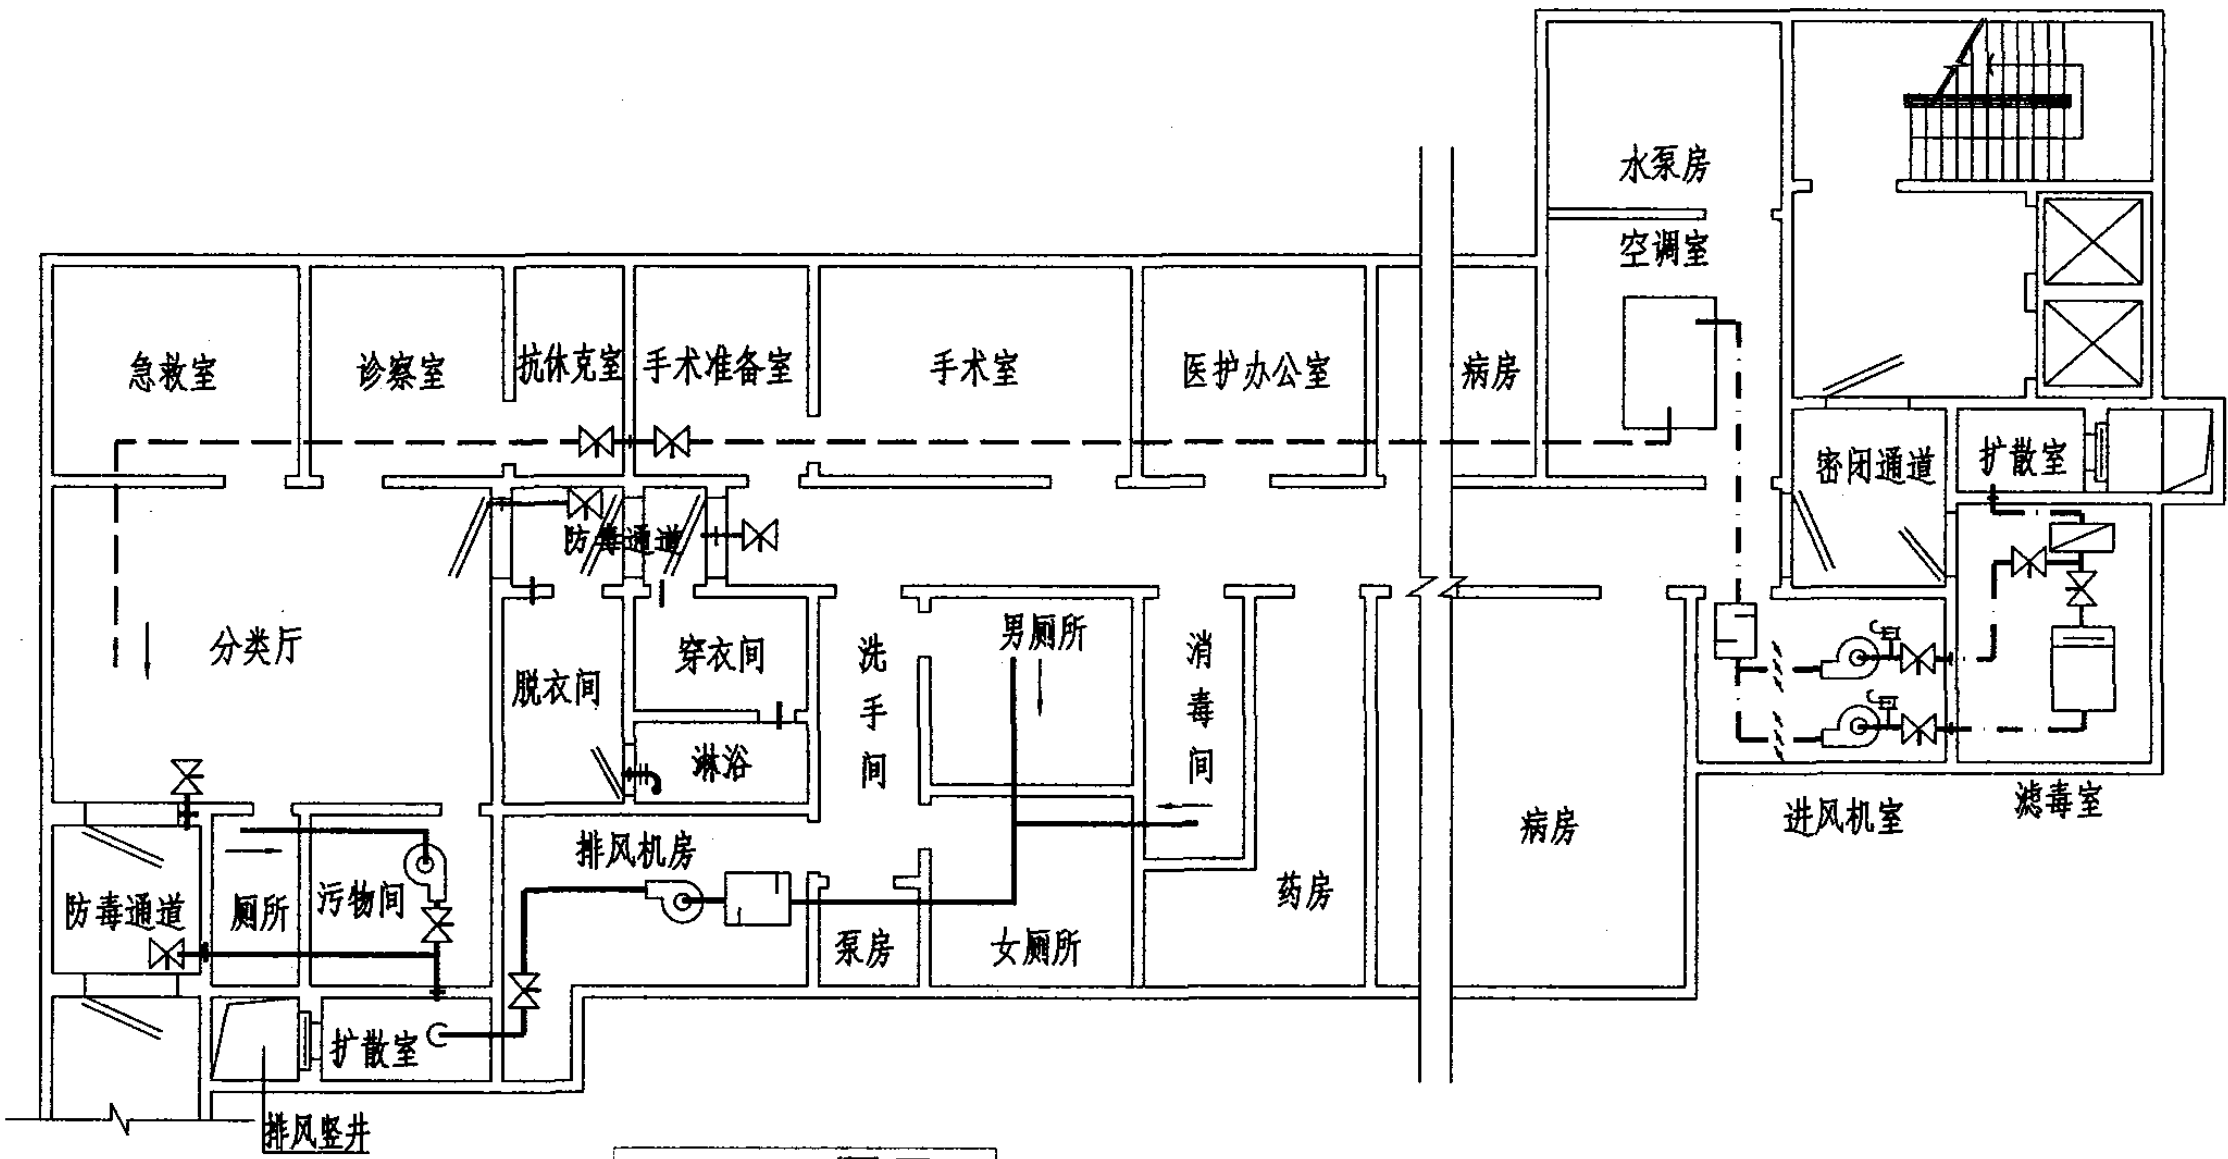 水泵房
空调室
急救室
诊察室
抗休克室
手术准备室
手术室
医护办公室
病房
密闭通道
扩散室
防毒通道
分类厅
脱衣间
穿衣间
淋浴
洗手间
男厕所
消毒间
进风机室
滤毒室
病房
排风机房
防毒通道
厕所
污物间
泵房
女厕所
药房
扩散室
排风竖井